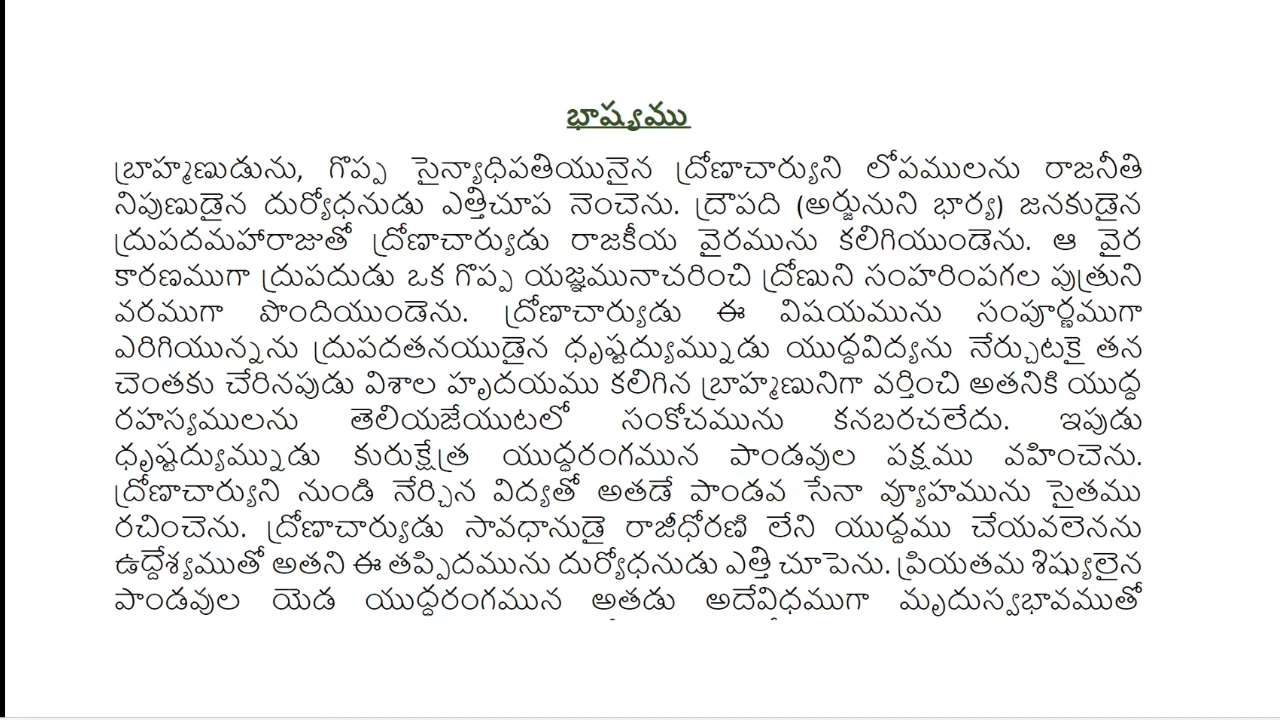 భాష్యము
బ్రాహ్మణుడును, గొప్ప సైన్యాధిపతియునైన ద్రోణాచార్యుని లోపములను రాజనీతి
నిపుణుడైన దుర్యోధనుడు ఎత్తిచూప నెంచెను. ద్రౌపది (అర్జునుని భార్య) జనకుడైన
ద్రుపదమహారాజుతో ద్రోణాచార్యుడు రాజకీయ వైరమును కలిగియుండెను. ఆ వైర
కారణముగా ద్రుపదుడు ఒక గొప్ప యజ్ఞమునాచరించి ద్రోణుని సంహరింపగల పుత్రుని
వరముగా పొందియుండెను. ద్రోణాచార్యుడు ఈ విషయమును సంపూర్ణముగా
ఎరిగియున్నను ద్రుపదతనయుడైన ధృష్టద్యుమ్నుడు యుద్ధవిద్యను నేర్చుటకై తన
చెంతకు చేరినపుడు విశాల హృదయము కలిగిన బ్రాహ్మణునిగా వర్తించి అతనికి యుద్ధ
రహస్యములను తెలియజేయుటలో సంకోచమును కనబరచలేదు. ఇపుడు
ధృష్టద్యుమ్నుడు కురుక్షేత్ర యుద్ధరంగమున పాండవుల పక్షము వహించెను.
ద్రోణాచార్యుని నుండి నేర్చిన విద్యతో అతడే పాండవ సేనా వ్యూహమును సైతము
రచించెను. ద్రోణాచార్యుడు సావధానుడై రాజీధోరణి లేని యుద్ధము చేయవలెనను
ఉద్దేశ్యముతో అతని ఈ తప్పిదమును దుర్యోధనుడు ఎత్తి చూపెను. ప్రియతమ శిష్యులైన
పాండవుల యెడ యుద్ధరంగమున అతడు అదేవిధముగా మృదుస్వభావముతో